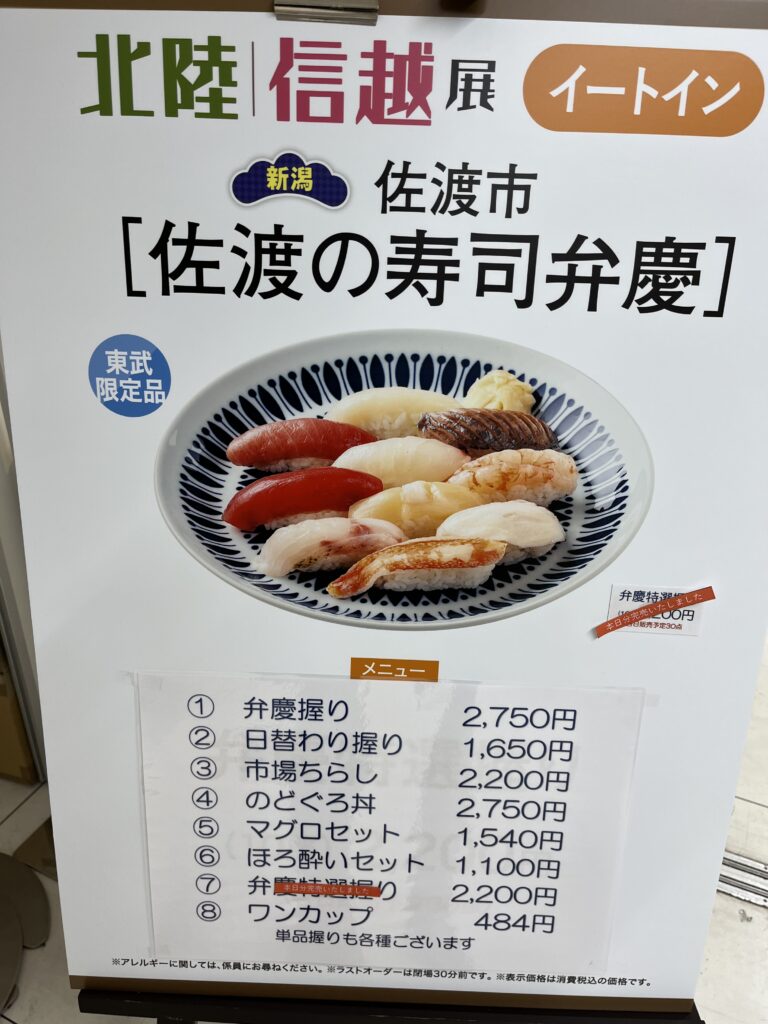 北陸 信越展 イートイン
新潟 佐渡市
[佐渡の寿司弁慶]
東武
限定品
弁慶特選握
本日分完売いたしました
200円
販売予定30点
メニュー
① 弁慶握り 2,750円
② 日替わり握り 1,650円
③ 市場ちらし 2,200円
④ のどぐろ丼 2,750円
⑤ マグロセット 1,540円
⑥ ほろ酔いセット 1,100円
⑦ 弁慶特選握り 2,200円
本日分完売いたしました
⑧ ワンカップ 484円
単品握りも各種ございます
※アレルギーに関しては、係員にお尋ねください。※ラストオーダーは閉場30分前です。※表示価格は消費税込の価格です。